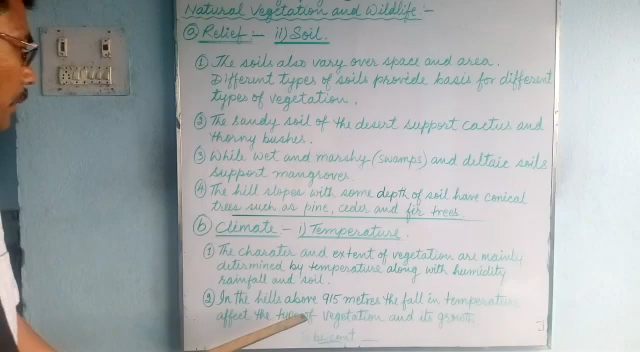 Natural Vegetation and Wildlife -
ⓐ Relief - ii) Soil.
① The soils also vary over space and area.
Different types of soils provide basis for different
types of vegetation.
② The sandy soil of the desert support cactus and
thorny bushes.
③ While wet and marshy (swamps) and deltaic soils
support mangroves.
④ The hill slopes with some depth of soil have conical
trees such as pine, ceder and fir trees
ⓑ Climate - i) Temperature.
① The charater and extent of vegetation are mainly
determined by temperature along with humidity
rainfall and soil.
② In the hills above 915 metres the fall in temperature
affect the types of vegetation and its growth.